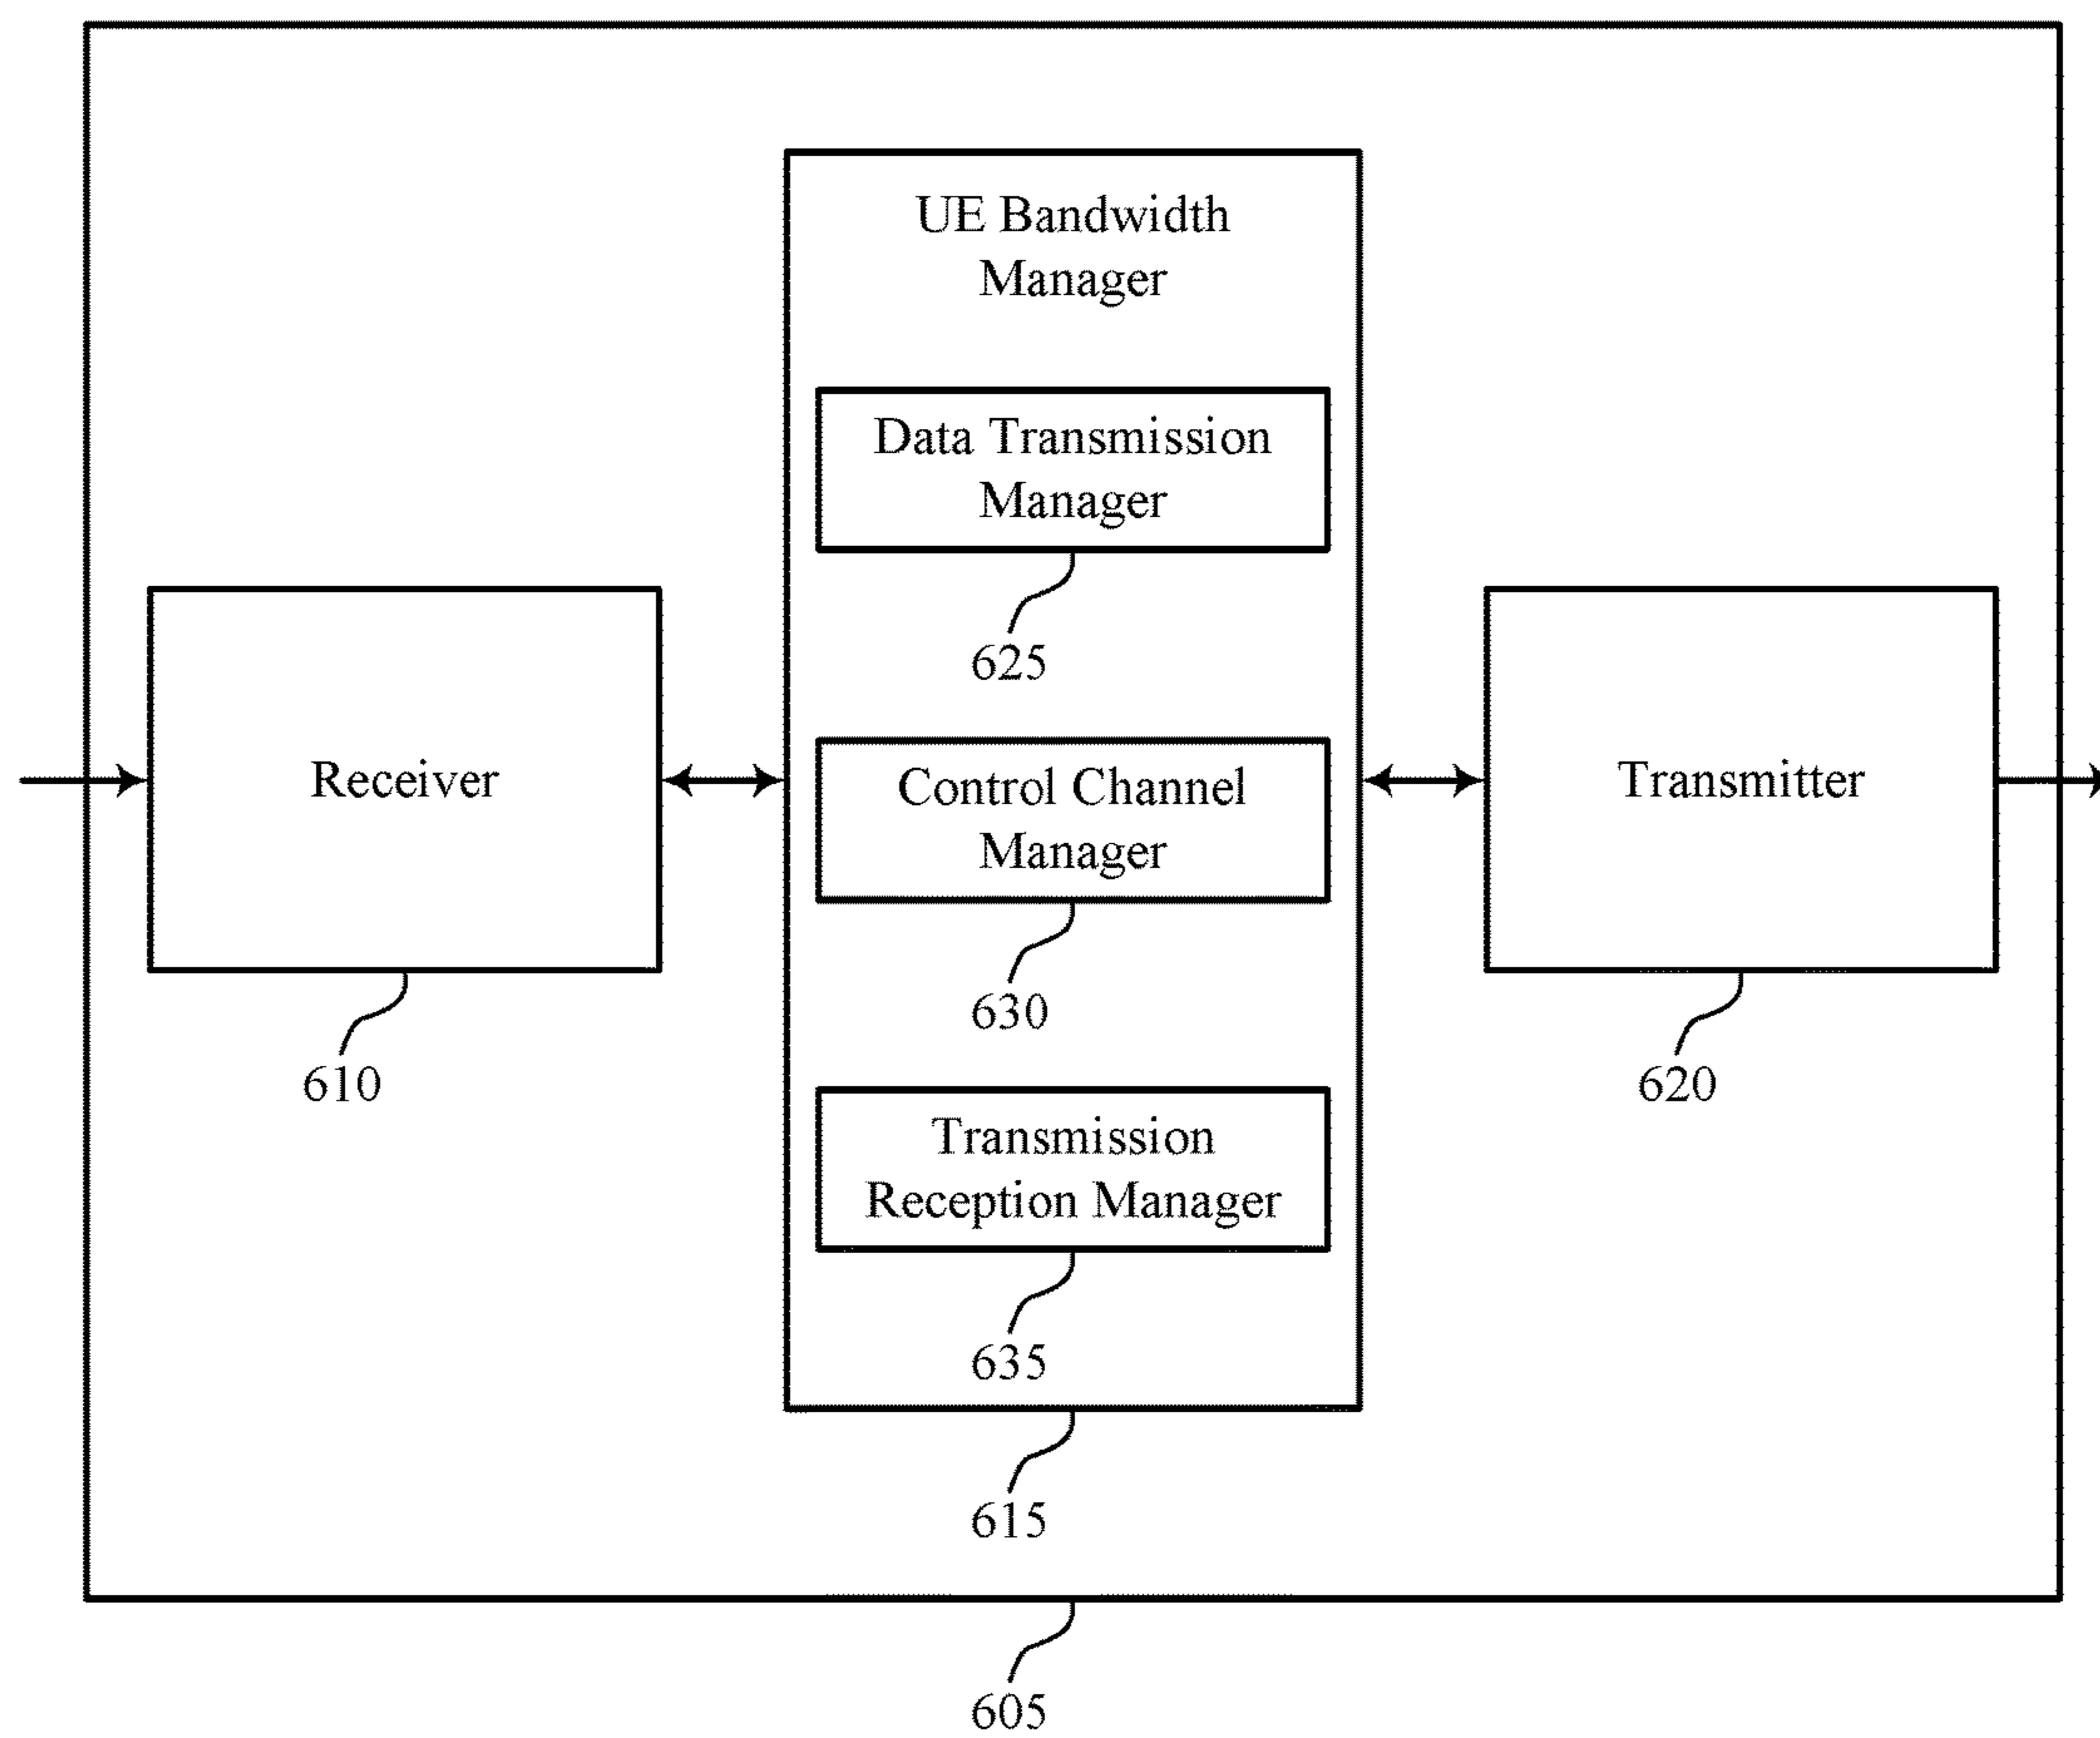 UE Bandwidth
Manager
Data Transmission
Manager
625
Receiver
610
Control Channel
Manager
630
Transmitter
620
Transmission
Reception Manager
635
615
605